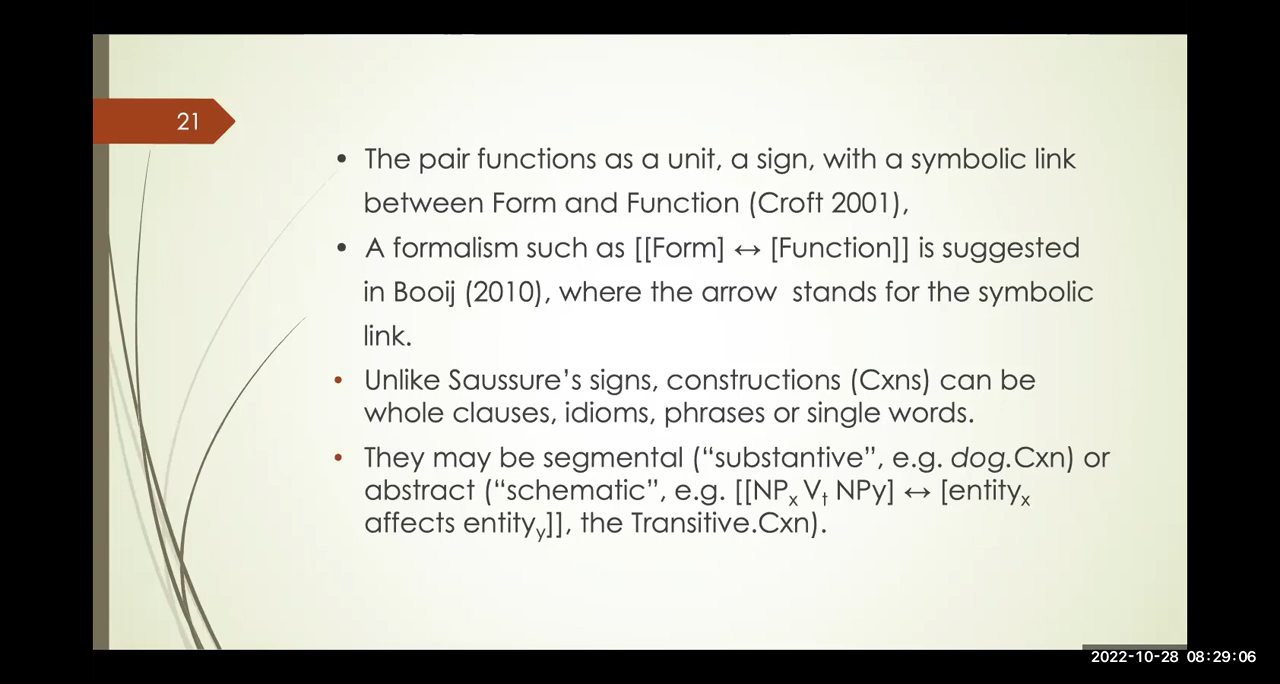 21
• The pair functions as a unit, a sign, with a symbolic link
between Form and Function (Croft 2001),
• A formalism such as [[Form] ↔ [Function]] is suggested
in Booij (2010), where the arrow  stands for the symbolic
link.
• Unlike Saussure’s signs, constructions (Cxns) can be
whole clauses, idioms, phrases or single words.
• They may be segmental (“substantive”, e.g. dog.Cxn) or
abstract (“schematic”, e.g. [[NPₓ Vₜ NPy] ↔ [entityₓ
affects entityy]], the Transitive.Cxn).
2022-10-28 08:29:06